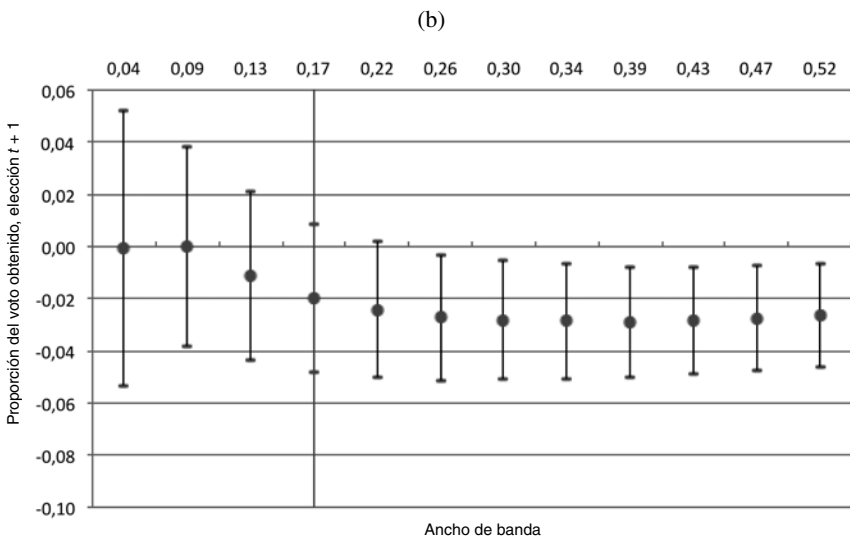 (b)
0,04 0,09 0,13 0,17 0,22 0,26 0,30 0,34 0,39 0,43 0,47 0,52
Proporción del voto obtenido, elección t + 1
0,06
0,04
0,02
0,00
-0,02
-0,04
-0,06
-0,08
-0,10
Ancho de banda